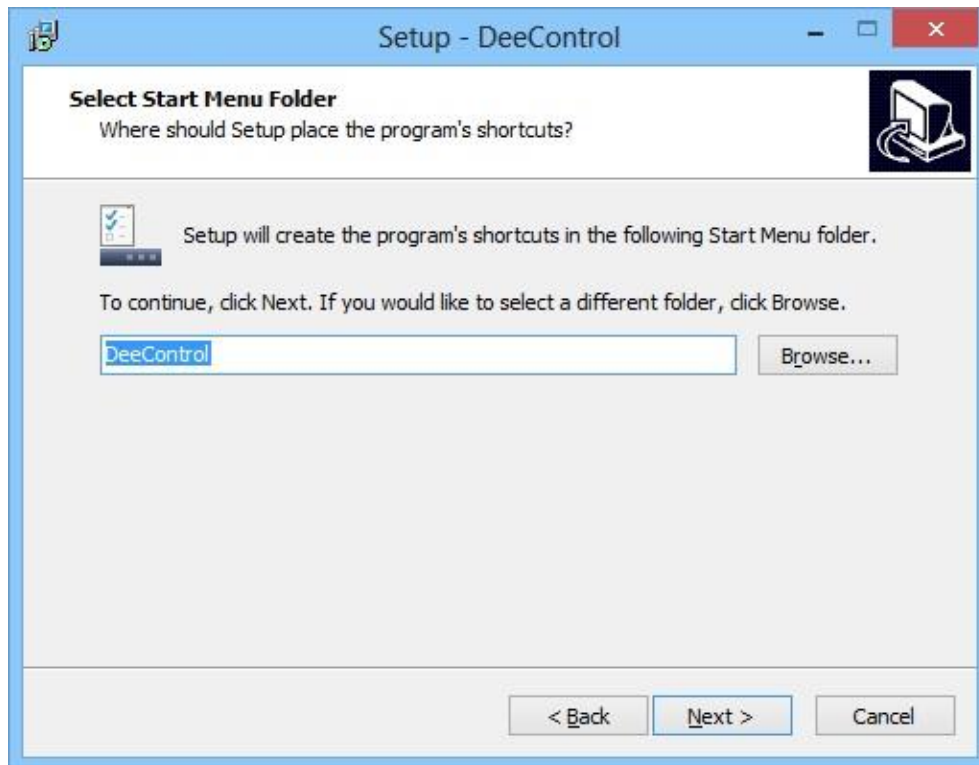 Setup - DeeControl
Select Start Menu Folder
Where should Setup place the program's shortcuts?
Setup will create the program's shortcuts in the following Start Menu folder.
To continue, click Next. If you would like to select a different folder, click Browse.
DeeControl
Browse...
< Back
Next >
Cancel